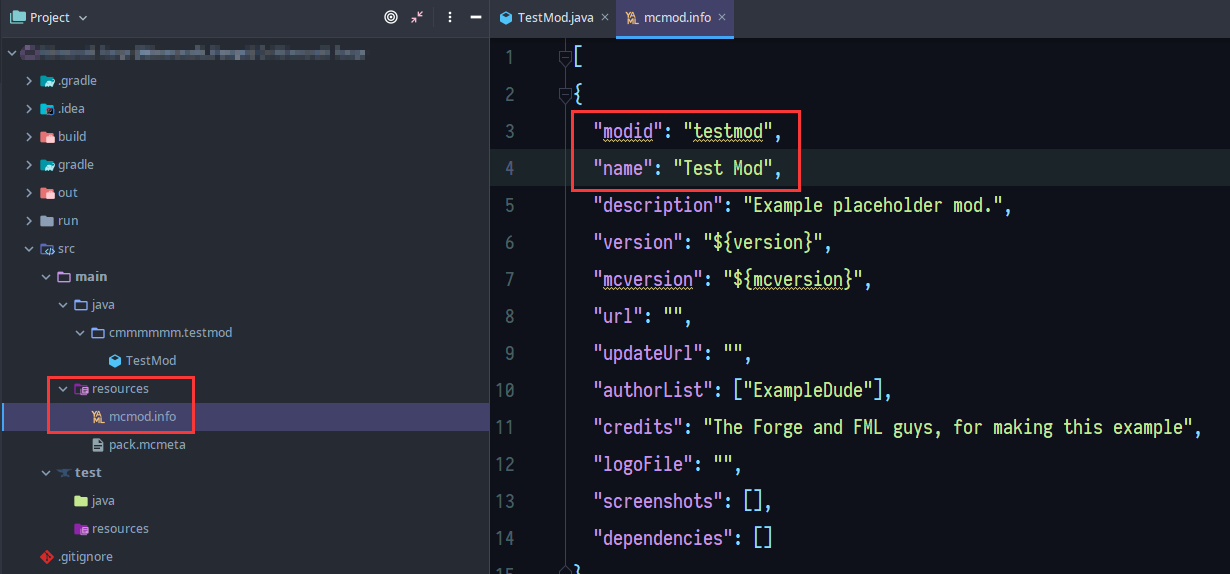 Project
.gradle
.idea
build
gradle
out
run
src
main
java
cmmmmmm.testmod
TestMod
resources
mcmod.info
pack.mcmeta
test
java
resources
.gitignore
TestMod.java
mcmod.info
1 [
2 {
3 "modid": "testmod",
4 "name": "Test Mod",
5 "description": "Example placeholder mod.",
6 "version": "${version}",
7 "mcversion": "${mcversion}",
8 "url": "",
9 "updateUrl": "",
10 "authorList": ["ExampleDude"],
11 "credits": "The Forge and FML guys, for making this example",
12 "logoFile": "",
13 "screenshots": [],
14 "dependencies": []
15 }